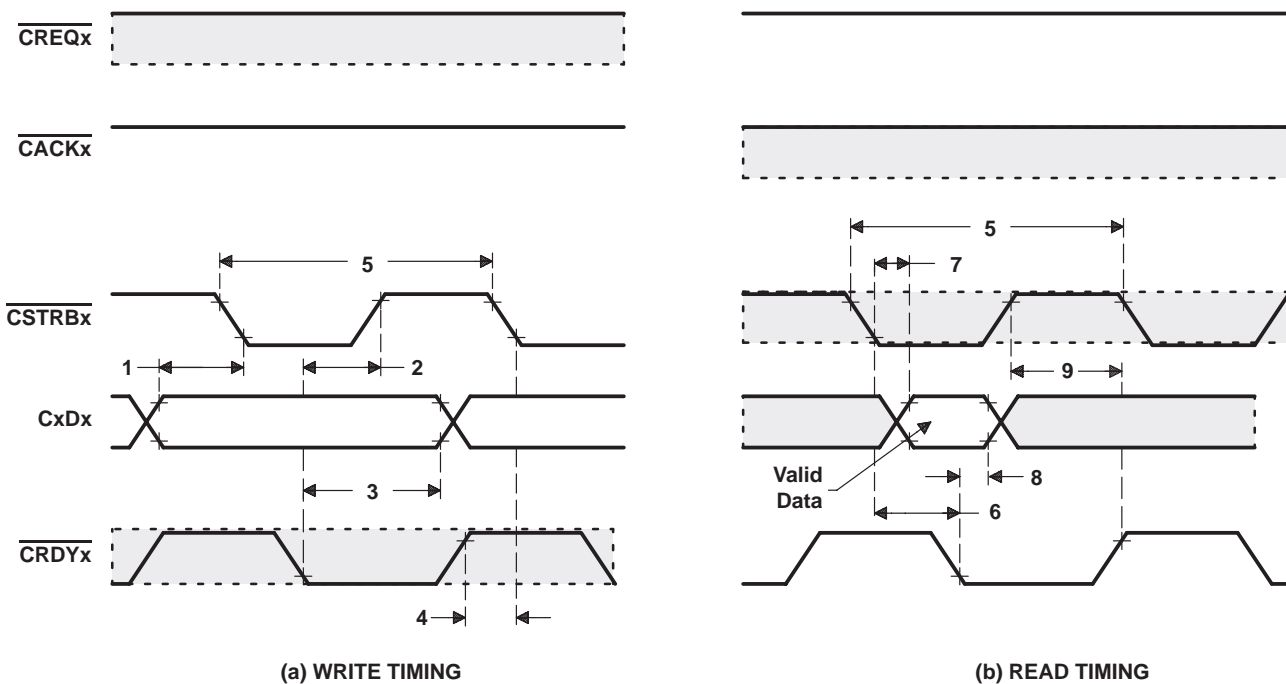 CREQx
CACKx
5
CSTRBx
1
2
CxDx
3
CRDYx
4
(a) WRITE TIMING
5
7
9
Valid
Data
8
6
(b) READ TIMING